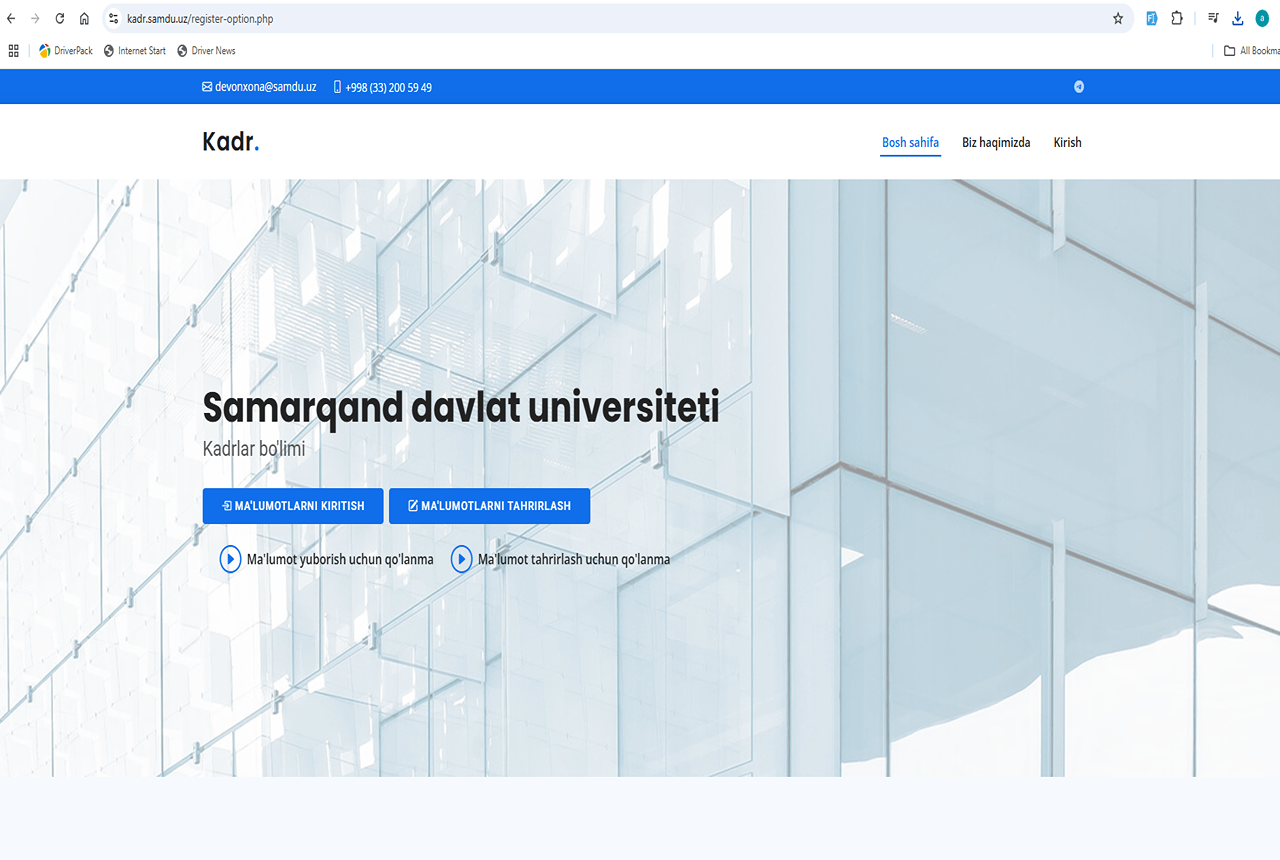 kadr.samdu.uz/register-option.php
a
DriverPack Internet Start Driver News All Bookma
devonxona@samdu.uz +998 (33) 200 59 49
Kadr. Bosh sahifa Biz haqimizda Kirish
Samarqand davlat universiteti
Kadrlar bo'limi
MA'LUMOTLARNI KIRITISH MA'LUMOTLARNI TAHRIRLASH
Ma'lumot yuborish uchun qo'lanma Ma'lumot tahrirlash uchun qo'lanma